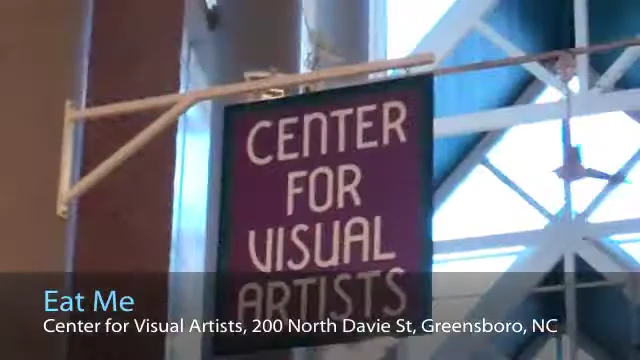 CENTER
FOR
VISUAL
ARTISTS
Eat Me
Center for Visual Artists, 200 North Davie St, Greensboro, NC